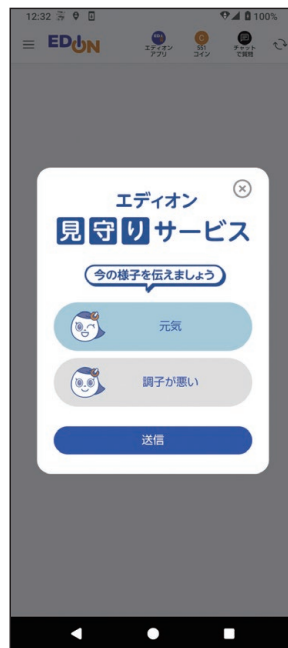 12:32
100%
EDION
エディオン
アプリ
SS1
コイン
チャット
で質問
エディオン
見守りサービス
今の様子を伝えましょう
元気
調子が悪い
送信